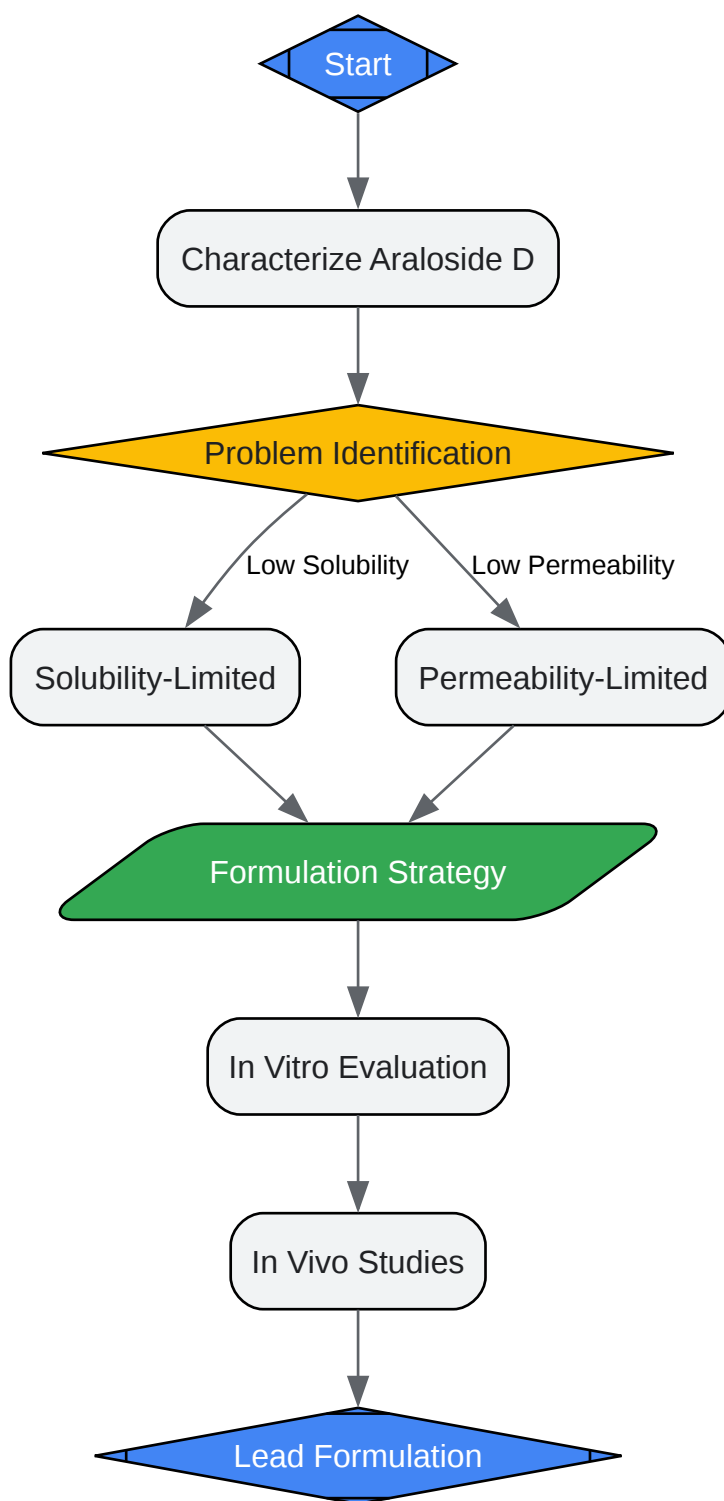 Start
Characterize Araloside D
Problem Identification
Low Solubility
Low Permeability
Solubility-Limited
Permeability-Limited
Formulation Strategy
In Vitro Evaluation
In Vivo Studies
Lead Formulation